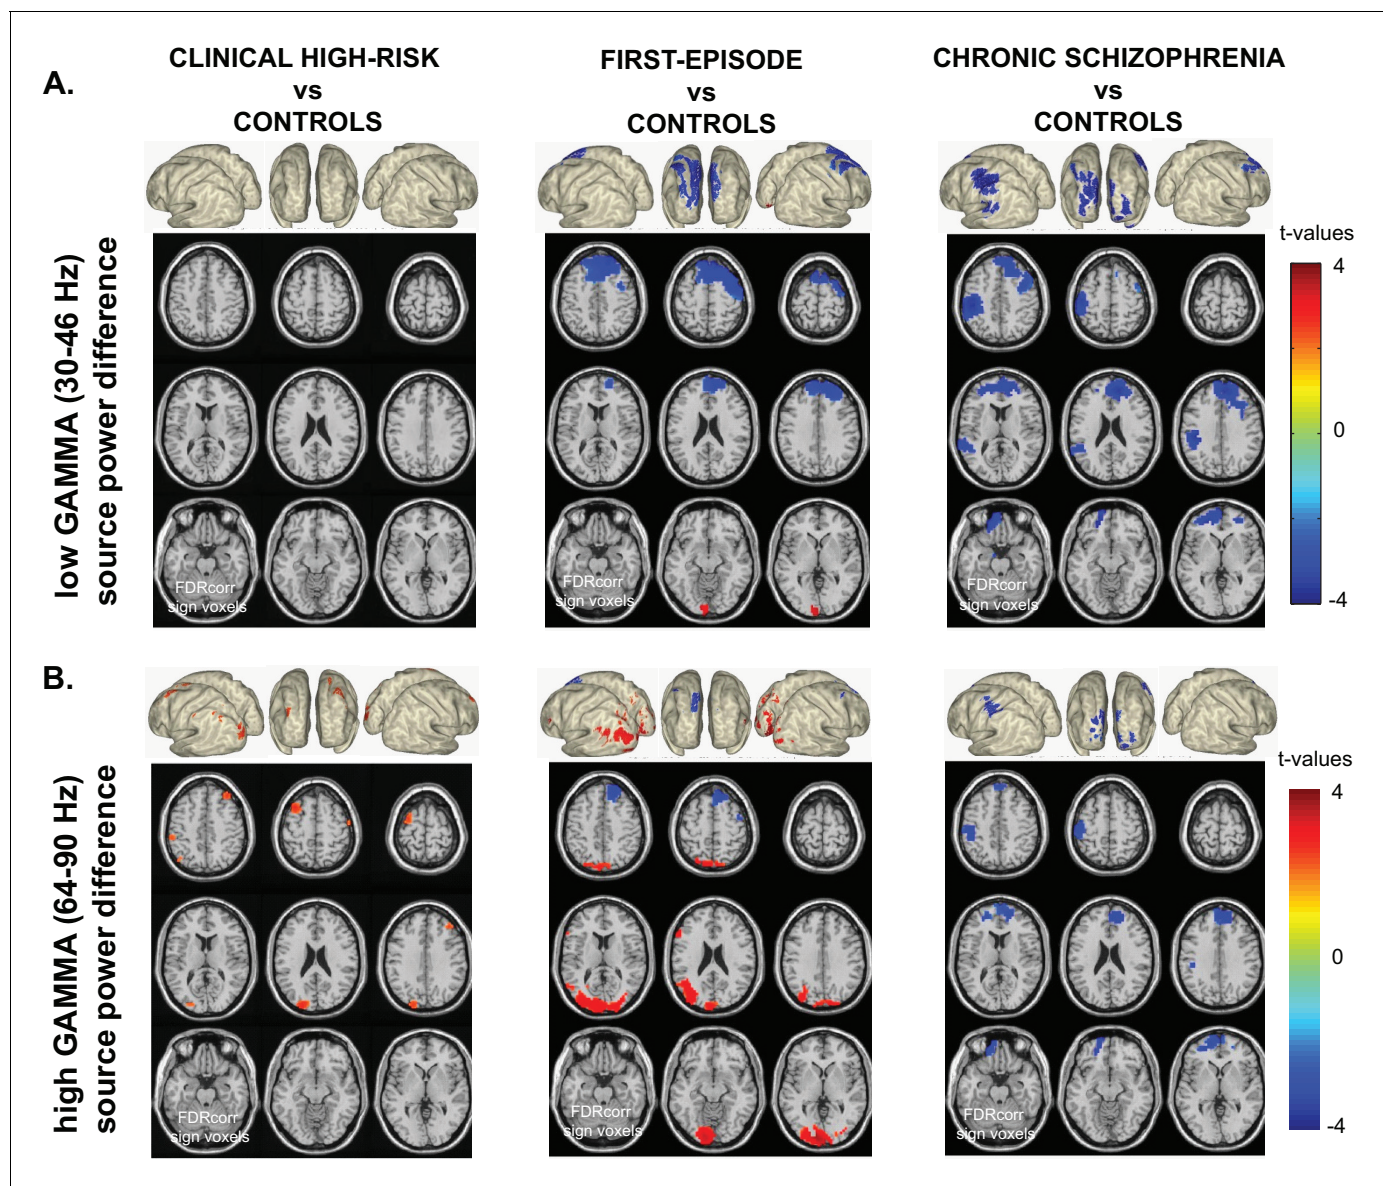 A.
CLINICAL HIGH-RISK
vs
CONTROLS
FIRST-EPISODE
vs
CONTROLS
CHRONIC SCHIZOPHRENIA
vs
CONTROLS
low GAMMA (30-46 Hz)
source power difference
FDRcorr
sign voxels
FDRcorr
sign voxels
FDRcorr
sign voxels
t-values
4
0
-4
B.
high GAMMA (64-90 Hz)
source power difference
FDRcorr
sign voxels
FDRcorr
sign voxels
FDRcorr
sign voxels
t-values
4
0
-4